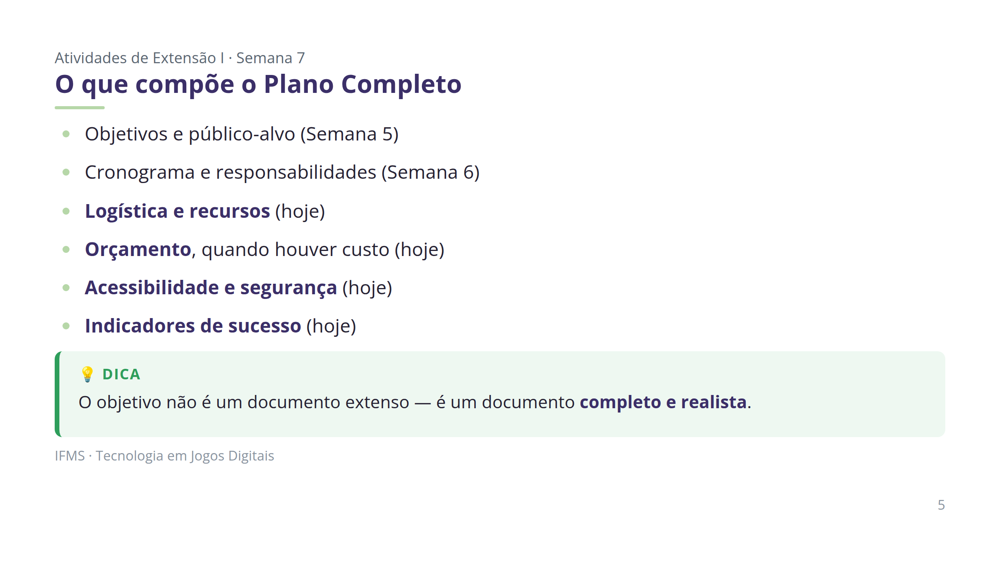 Atividades de Extensão I · Semana 7
O que compõe o Plano Completo
Objetivos e público-alvo (Semana 5)
Cronograma e responsabilidades (Semana 6)
Logística e recursos (hoje)
Orçamento, quando houver custo (hoje)
Acessibilidade e segurança (hoje)
Indicadores de sucesso (hoje)
💡 DICA
O objetivo não é um documento extenso — é um documento completo e realista.
IFMS · Tecnologia em Jogos Digitais
5